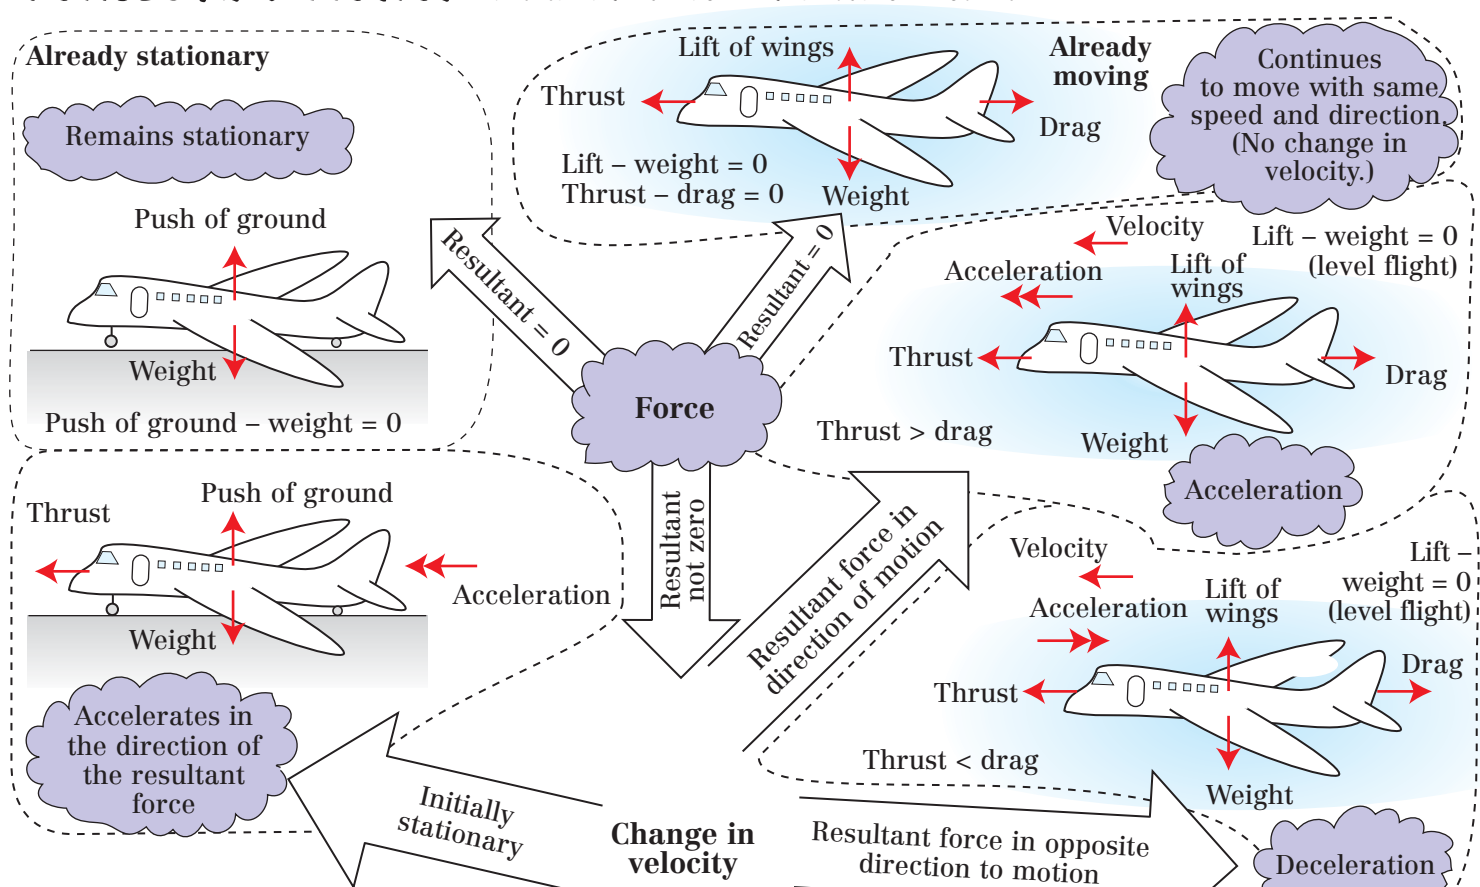 Already stationary
Remains stationary
Push of ground
Weight
Push of ground – weight = 0
Lift of wings
Thrust
Drag
Weight
Lift – weight = 0
Thrust – drag = 0
Already
moving
Continues
to move with same
speed and direction.
(No change in
velocity.)
Resultant = 0
Resultant = 0
Force
Velocity
Acceleration
Lift of
wings
Lift – weight = 0
(level flight)
Thrust
Drag
Weight
Thrust > drag
Acceleration
Thrust
Push of ground
Acceleration
Weight
Accelerates in
the direction of
the resultant
force
Resultant
not zero
Resultant force in
direction of motion
Velocity
Acceleration
Lift of
wings
Lift –
weight = 0
(level flight)
Thrust
Drag
Weight
Thrust < drag
Initially
stationary
Change in
velocity
Resultant force in opposite
direction to motion
Deceleration